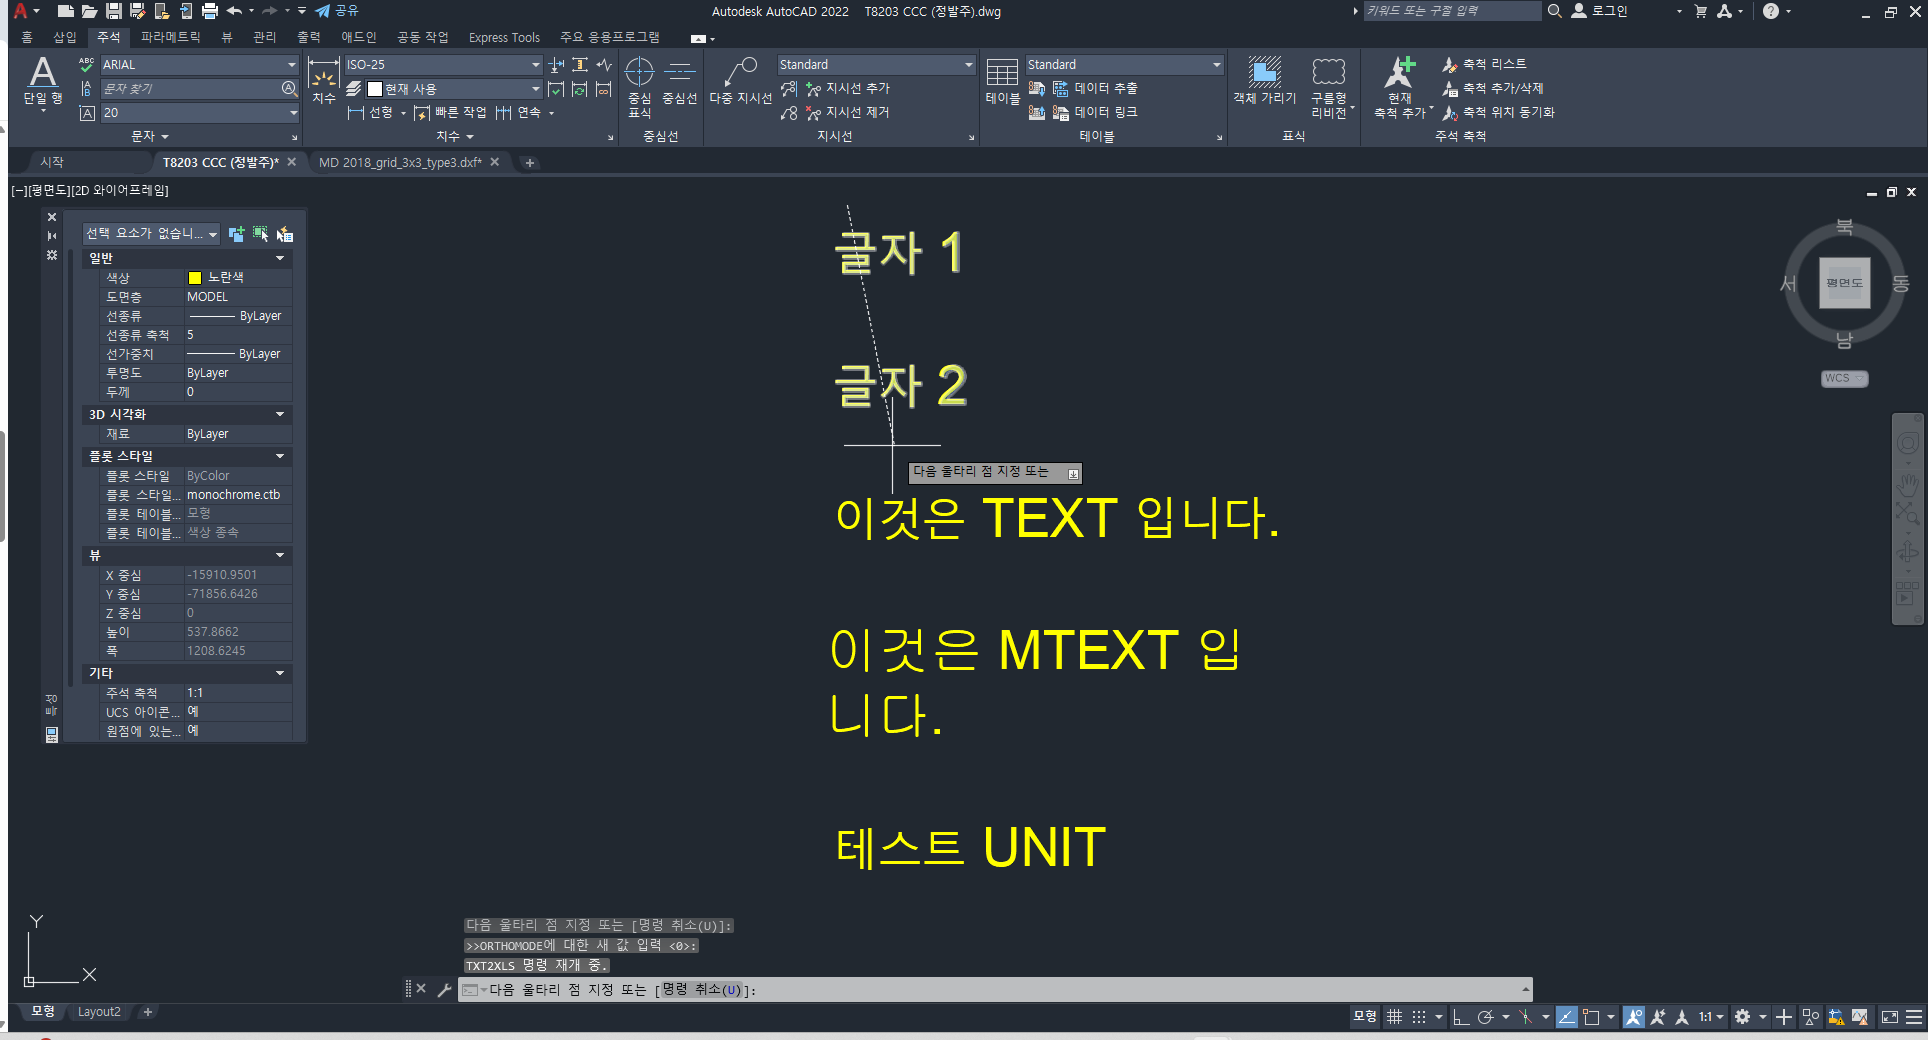 Autodesk AutoCAD 2022 T8203 CCC (정발주).dwg
키워드 또는 구절 입력
로그인
공유
홈 삽입 주석 파라메트릭 뷰 관리 출력 애드인 공동 작업 Express Tools 주요 응용프로그램
단일 행
ABC
ARIAL
문자 찾기
20
문자
치수
ISO-25
현재 사용
선형 빠른 작업 연속
치수
중심 표식
중심선
중심선
다중 지시선
Standard
지시선 추가
지시선 제거
지시선
테이블
Standard
데이터 추출
데이터 링크
테이블
객체 가리기
구름형 리비전
표식
현재 축척 추가
축척 리스트
축척 추가/삭제
축척 위치 동기화
주석 축척
시작
T8203 CCC (정발주)*
MD 2018_grid_3x3_type3.dxf*
[−][평면도][2D 와이어프레임]
선택 요소가 없습니...
일반
색상 노란색
도면층 MODEL
선종류 ByLayer
선종류 축척 5
선가중치 ByLayer
투명도 ByLayer
두께 0
3D 시각화
재료 ByLayer
플롯 스타일
플롯 스타일 ByColor
플롯 스타일... monochrome.ctb
플롯 테이블... 모형
플롯 테이블... 색상 종속
뷰
X 중심 -15910.9501
Y 중심 -71856.6426
Z 중심 0
높이 537.8662
폭 1208.6245
기타
주석 축척 1:1
UCS 아이콘... 예
원점에 있는... 예
글자 1
글자 2
다음 울타리 점 지정 또는
이것은 TEXT 입니다.
이것은 MTEXT 입
니다.
테스트 UNIT
북
서 평면도 동
남
WCS
Y
X
다음 울타리 점 지정 또는 [명령 취소(U)]:
>>ORTHOMODE에 대한 새 값 입력 <0>:
TXT2XLS 명령 재개 중.
다음 울타리 점 지정 또는 [명령 취소(U)]:
모형 Layout2
모형
1:1